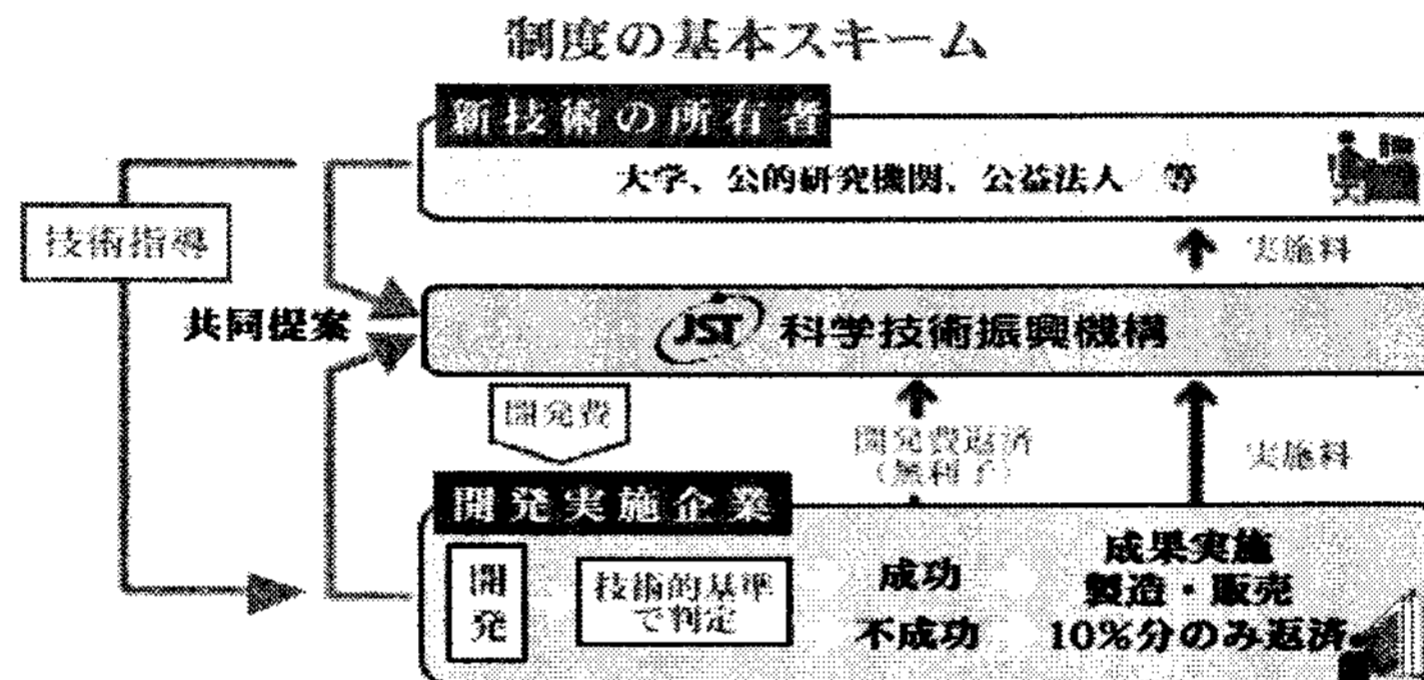 制度の基本スキーム
新技術の所有者
大学、公的研究機関、公益法人 等
技術指導
実施料
共同提案
JST 科学技術振興機構
開発費
開発費返済
(無利子)
実施料
開発実施企業
開発
技術的基準
で判定
成功
不成功
成果実施
製造・販売
10%分のみ返済